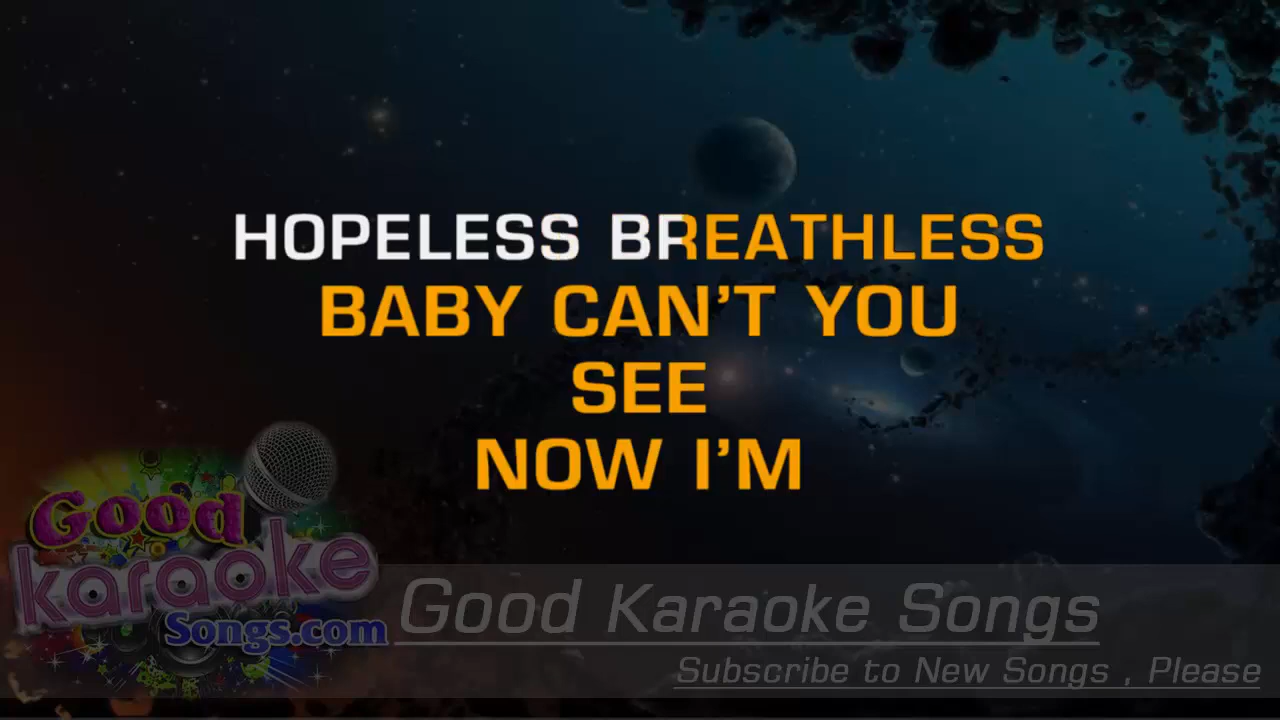 HOPELESS BREATHLESS
BABY CAN'T YOU
SEE
NOW I'M
Good
karaoke
Songs.com
Good Karaoke Songs
Subscribe to New Songs , Please